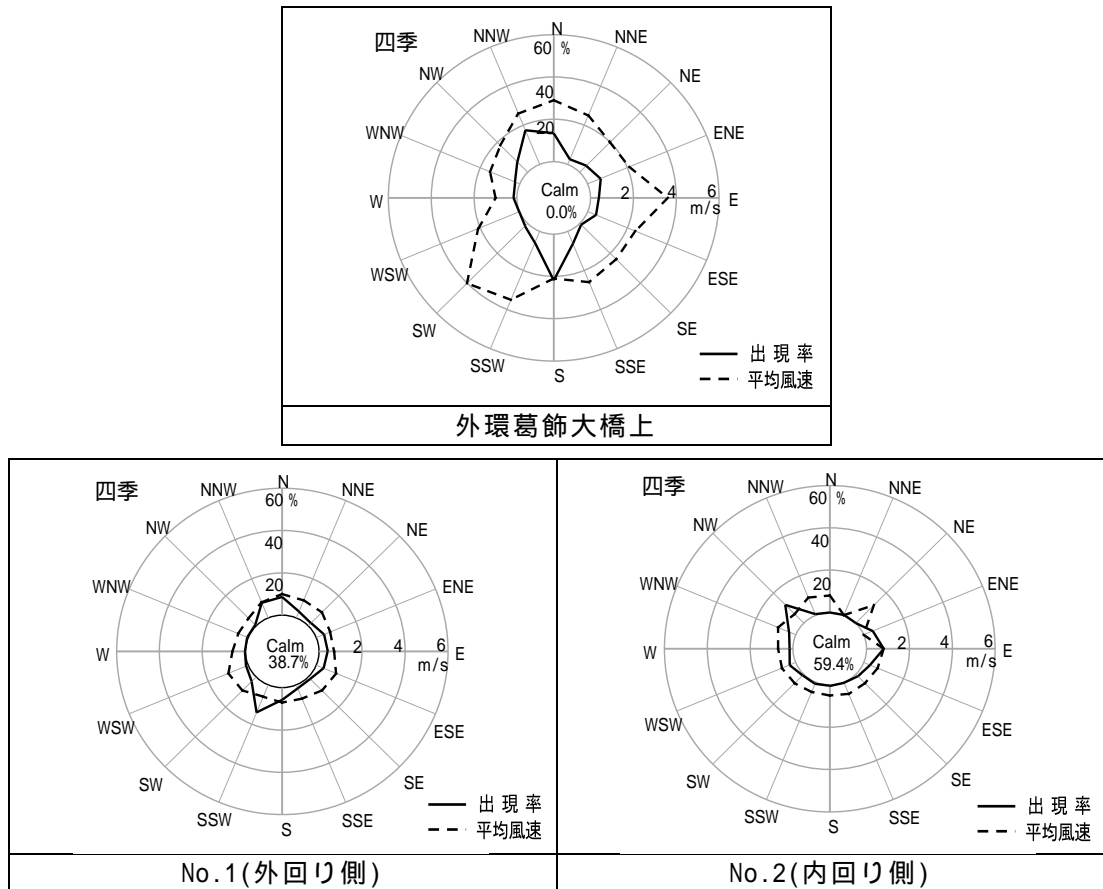 四季
N
NNW
NNE
60 %
NW
NE
40
WNW
20
ENE
Calm
0.0%
W
2
4
6
E
m/s
WSW
ESE
SW
SE
SSW
SSE
S
出 現 率
平均風速
外環葛飾大橋上
四季
N
NNW
NNE
60 %
NW
NE
40
WNW
20
ENE
Calm
38.7%
W
2
4
6
E
m/s
WSW
ESE
SW
SE
SSW
SSE
S
出 現 率
平均風速
No.1(外回り側)
四季
N
NNW
NNE
60 %
NW
NE
40
WNW
20
ENE
Calm
59.4%
W
2
4
6
E
m/s
WSW
ESE
SW
SE
SSW
SSE
S
出 現 率
平均風速
No.2(内回り側)